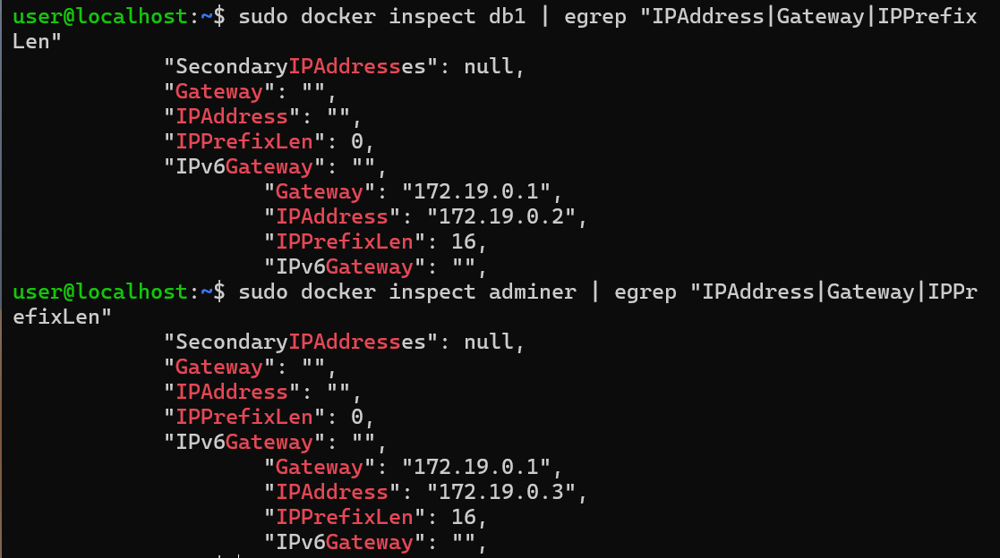 user@localhost:~$ sudo docker inspect db1 | egrep "IPAddress|Gateway|IPPrefix
Len"
            "SecondaryIPAddresses": null,
            "Gateway": "",
            "IPAddress": "",
            "IPPrefixLen": 0,
            "IPv6Gateway": "",
                    "Gateway": "172.19.0.1",
                    "IPAddress": "172.19.0.2",
                    "IPPrefixLen": 16,
                    "IPv6Gateway": "",
user@localhost:~$ sudo docker inspect adminer | egrep "IPAddress|Gateway|IPPr
efixLen"
            "SecondaryIPAddresses": null,
            "Gateway": "",
            "IPAddress": "",
            "IPPrefixLen": 0,
            "IPv6Gateway": "",
                    "Gateway": "172.19.0.1",
                    "IPAddress": "172.19.0.3",
                    "IPPrefixLen": 16,
                    "IPv6Gateway": "",